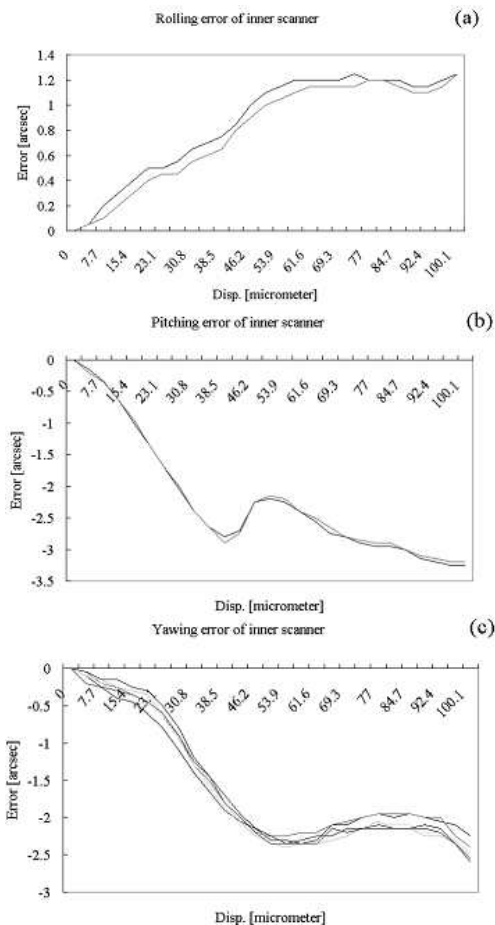 Rolling error of inner scanner
(a)
1.4
1.2
1
0.8
0.6
0.4
0.2
0
Error [arcsec]
0 7.7 15.4 23.1 30.8 38.5 46.2 53.9 61.6 69.3 77 84.7 92.4 100.1
Disp. [micrometer]
Pitching error of inner scanner
(b)
0
-0.5
-1
-1.5
-2
-2.5
-3
-3.5
Error [arcsec]
0 7.7 15.4 23.1 30.8 38.5 46.2 53.9 61.6 69.3 77 84.7 92.4 100.1
Disp. [micrometer]
Yawing error of inner scanner
(c)
0
-0.5
-1
-1.5
-2
-2.5
-3
Error [arcsec]
0 7.7 15.4 30.8 38.5 46.2 53.9 61.6 69.3 77 84.7 92.4 100.1
Disp. [micrometer]